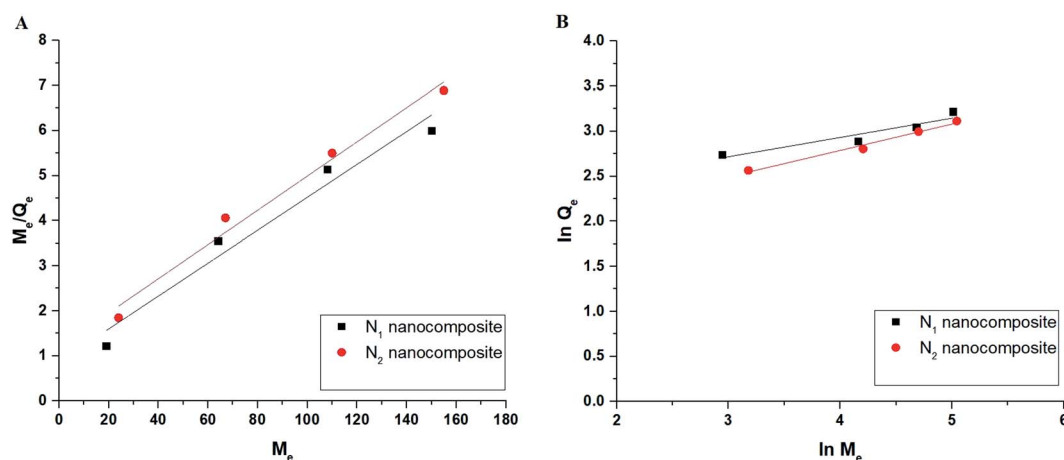 A
8
7
6
5
4
3
2
1
0
0 20 40 60 80 100 120 140 160 180
Mₑ/Qₑ
Mₑ
N₁ nanocomposite
N₂ nanocomposite
B
4.0
3.5
3.0
2.5
2.0
1.5
1.0
0.5
0.0
2 3 4 5 6
ln Qₑ
ln Mₑ
N₁ nanocomposite
N₂ nanocomposite